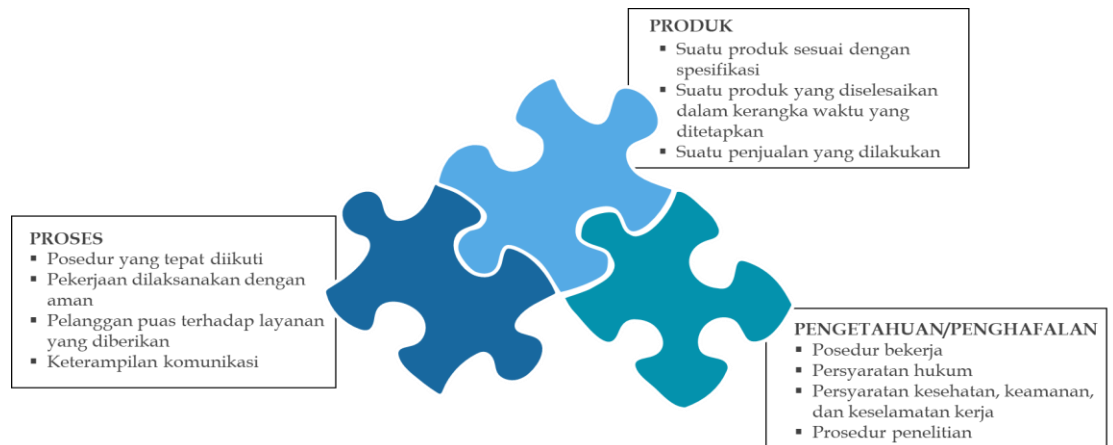 PRODUK
▪ Suatu produk sesuai dengan
spesifikasi
▪ Suatu produk yang diselesaikan
dalam kerangka waktu yang
ditetapkan
▪ Suatu penjualan yang dilakukan
PROSES
▪ Posedur yang tepat diikuti
▪ Pekerjaan dilaksanakan dengan
aman
▪ Pelanggan puas terhadap layanan
yang diberikan
▪ Keterampilan komunikasi
PENGETAHUAN/PENGHAFALAN
▪ Posedur bekerja
▪ Persyaratan hukum
▪ Persyaratan kesehatan, keamanan,
dan keselamatan kerja
▪ Prosedur penelitian